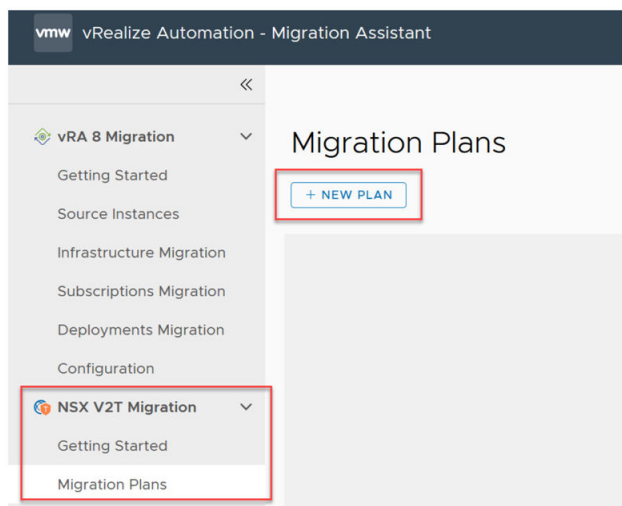 vmw vRealize Automation - Migration Assistant
vRA 8 Migration
Getting Started
Source Instances
Infrastructure Migration
Subscriptions Migration
Deployments Migration
Configuration
NSX V2T Migration
Getting Started
Migration Plans
Migration Plans
+ NEW PLAN